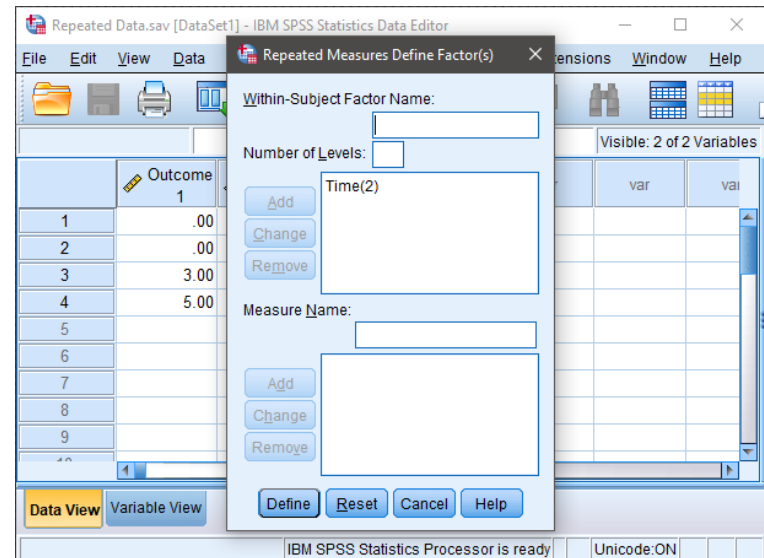 Repeated Data.sav [DataSet1] - IBM SPSS Statistics Data Editor
File Edit View Data ensions Window Help
Repeated Measures Define Factor(s)
Within-Subject Factor Name:
Number of Levels:
Add
Change
Remove
Time(2)
Measure Name:
Add
Change
Remove
Define Reset Cancel Help
Visible: 2 of 2 Variables
Outcome
1
var
1 .00
2 .00
3 3.00
4 5.00
5
6
7
8
9
Data View Variable View
IBM SPSS Statistics Processor is ready Unicode:ON